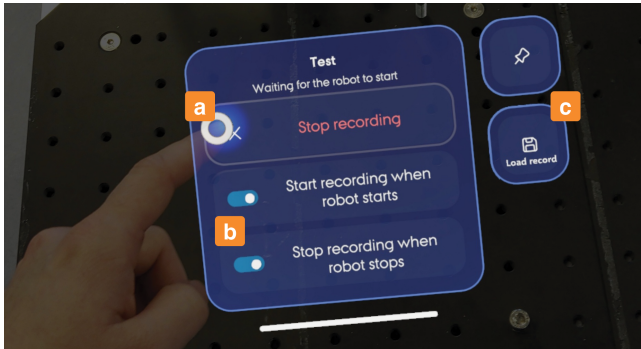 Test
Waiting for the robot to start
a
Stop recording
c
Load record
Start recording when
robot starts
b
Stop recording when
robot stops